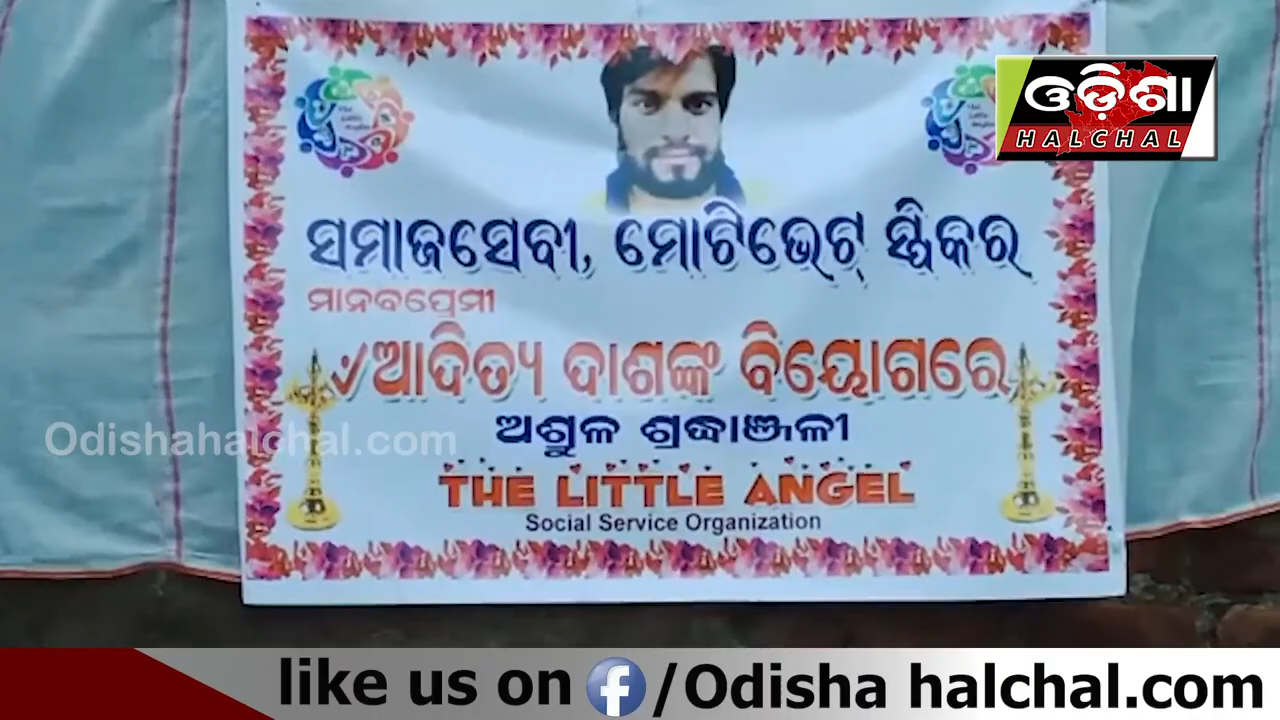 ଓଡ଼ିଶା
HALCHAL
ସମାଜସେବୀ, ମୋଟିଭେଟ୍ ସ୍ପିକର
ମାନବପ୍ରେମୀ
୰ଆଦିତ୍ୟ ଦାଶଙ୍କ ବିୟୋଗରେ
ଅଶ୍ରୁଳ ଶ୍ରଦ୍ଧାଞ୍ଜଳୀ
THE LITTLE ANGEL
Social Service Organization
Odishahalchal.com
like us on f/Odisha halchal.com